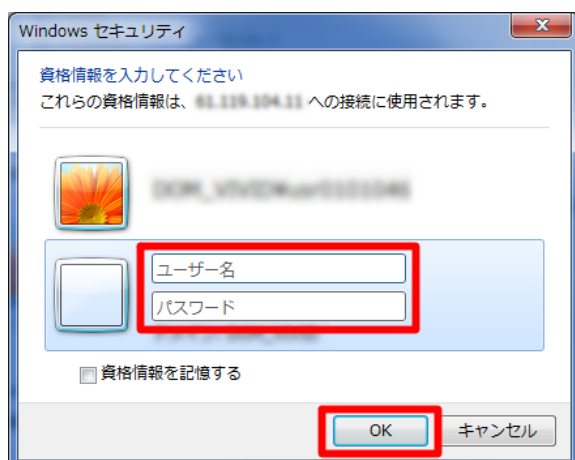 Windows セキュリティ
資格情報を入力してください
これらの資格情報は、 への接続に使用されます。
ユーザー名
パスワード
資格情報を記憶する
OK
キャンセル